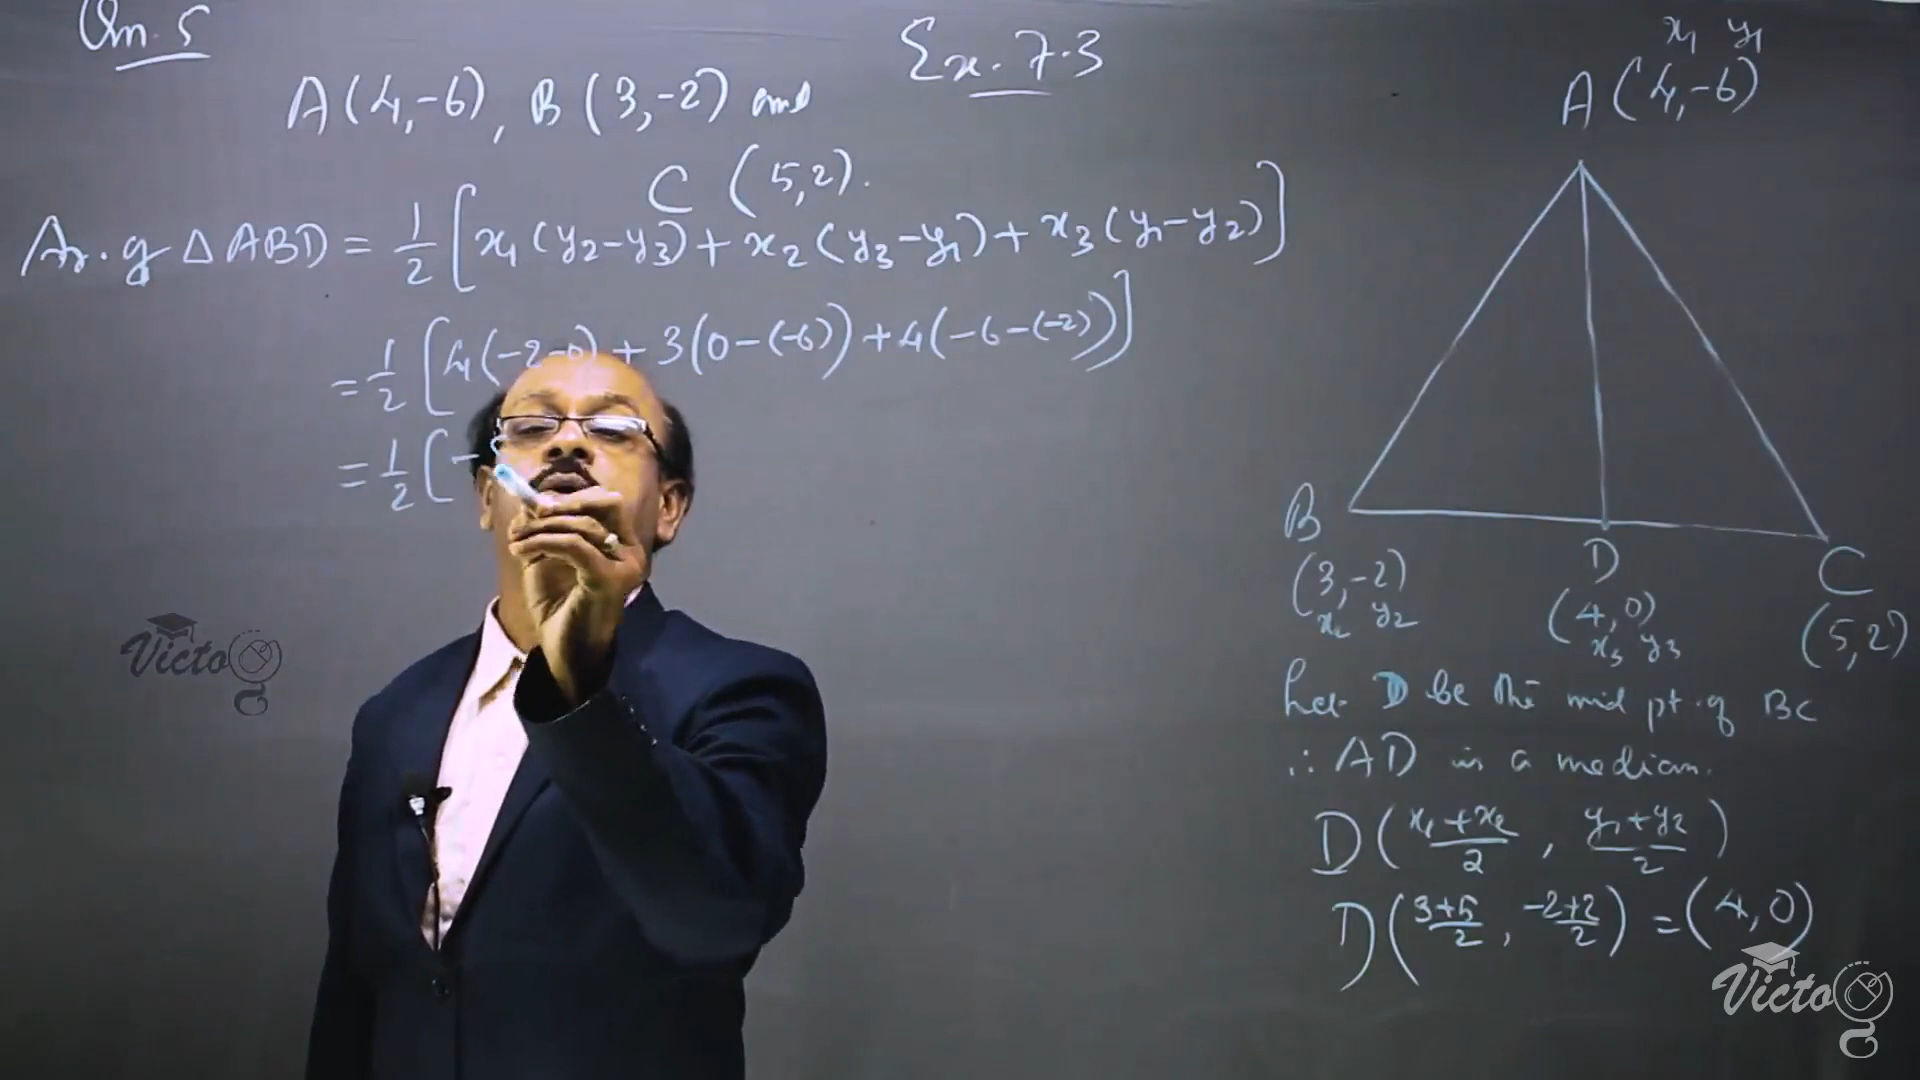 Qn. 5
Ex. 7.3
A(4,-6), B(3,-2) and
C (5,2).
Ar. of △ ABD = 1/2 [x₁(y₂-y₃)+x₂(y₃-y₁)+x₃(y₁-y₂)]
= 1/2 [4(-2-0)+3(0-(-6))+4(-6-(-2))]
= 1/2 [-
x₁ y₁
A(4,-6)
B
D
C
(3,-2)
x₂ y₂
(4,0)
x₃ y₃
(5,2)
Let D be the mid pt. of BC
∴ AD is a median.
D(x₁+x₂/2, y₁+y₂/2)
D(3+5/2, -2+2/2) = (4,0)
Victo
Victo